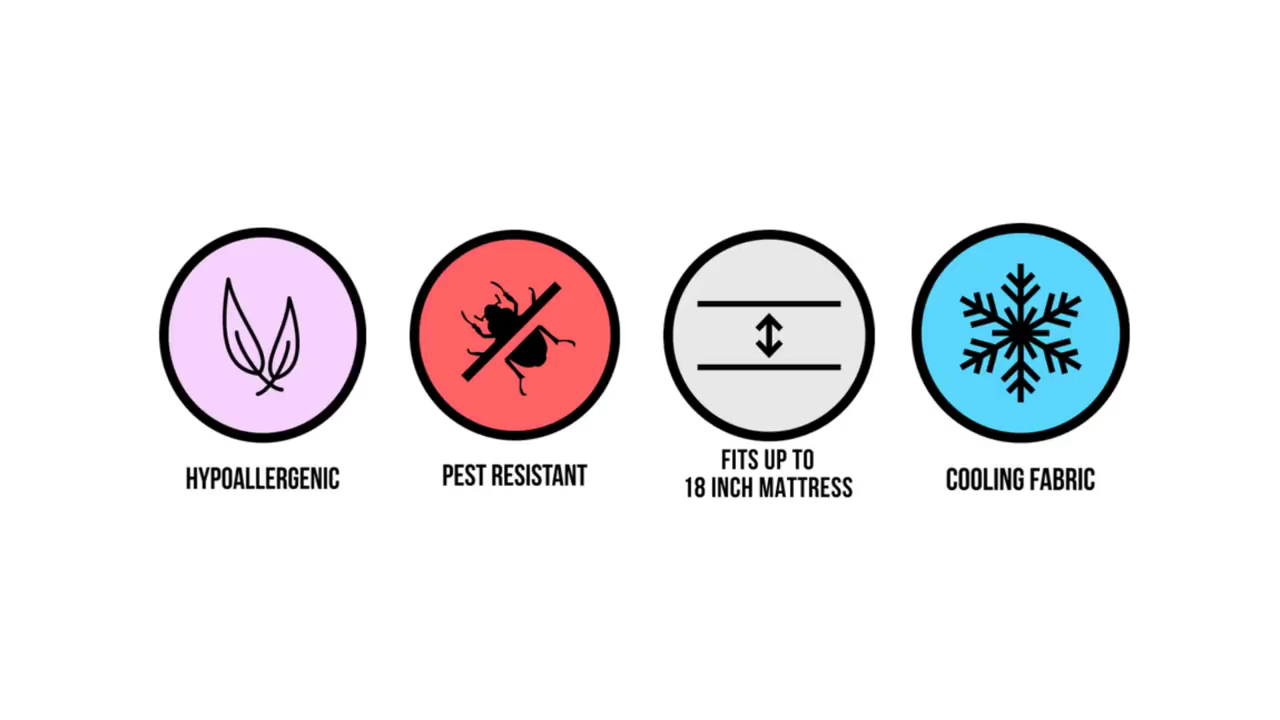 HYPOALLERGENIC
PEST RESISTANT
FITS UP TO
18 INCH MATTRESS
COOLING FABRIC